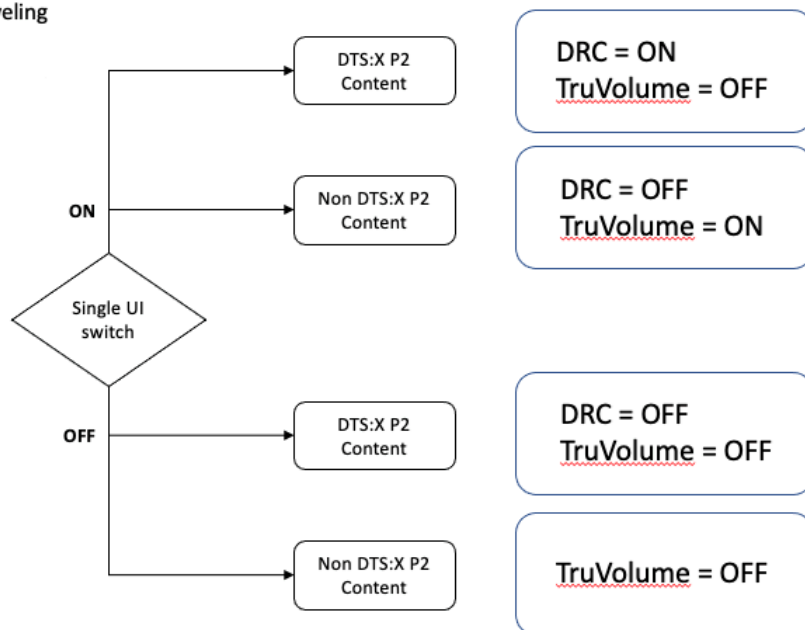 DTS:X P2
Content
DRC = ON
TruVolume = OFF
ON
Non DTS:X P2
Content
DRC = OFF
TruVolume = ON
Single UI
switch
OFF
DTS:X P2
Content
DRC = OFF
TruVolume = OFF
Non DTS:X P2
Content
TruVolume = OFF